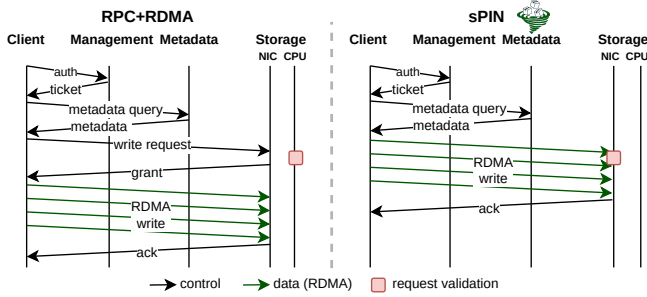 RPC+RDMA
Client Management Metadata Storage
NIC CPU
auth
ticket
metadata query
metadata
write request
grant
RDMA
write
ack
sPIN
Client Management Metadata Storage
NIC CPU
auth
ticket
metadata query
metadata
RDMA
write
ack
control data (RDMA) request validation